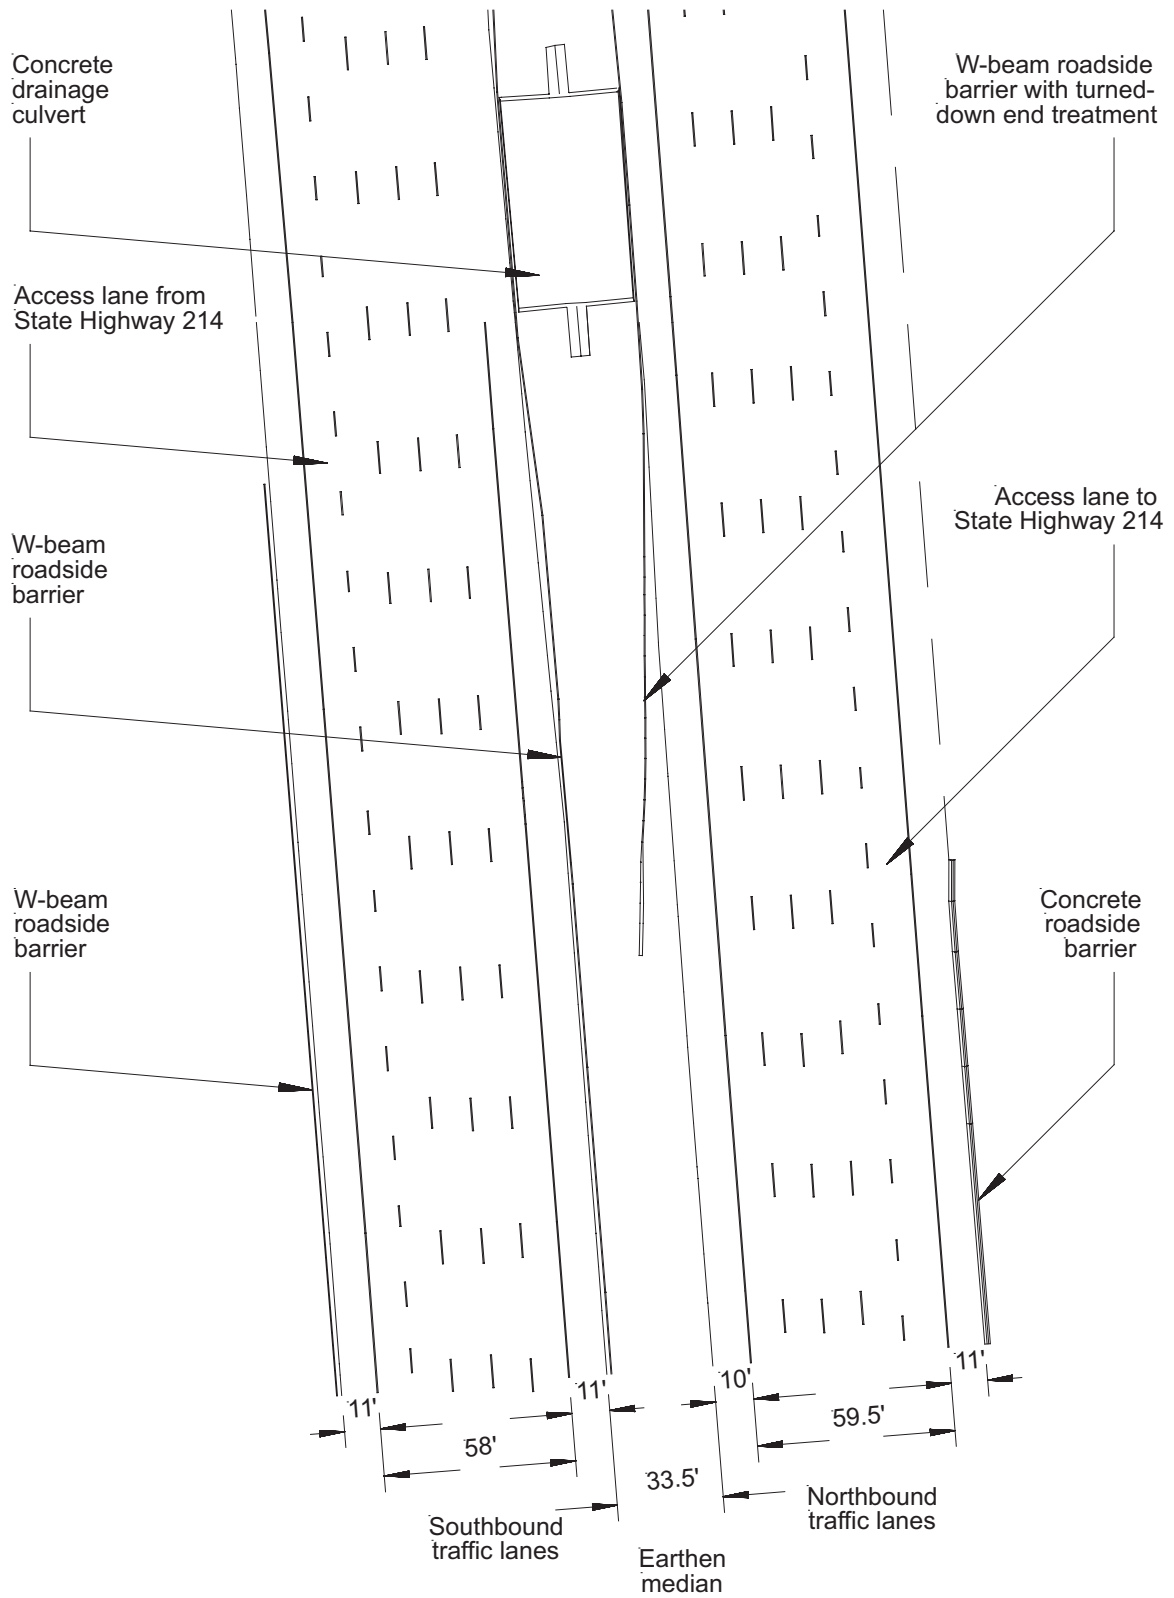 Concrete
drainage
culvert
W-beam roadside
barrier with turned-
down end treatment
Access lane from
State Highway 214
Access lane to
State Highway 214
W-beam
roadside
barrier
W-beam
roadside
barrier
Concrete
roadside
barrier
11'
58'
11'
33.5'
10'
59.5'
11'
Southbound
traffic lanes
Earthen
median
Northbound
traffic lanes